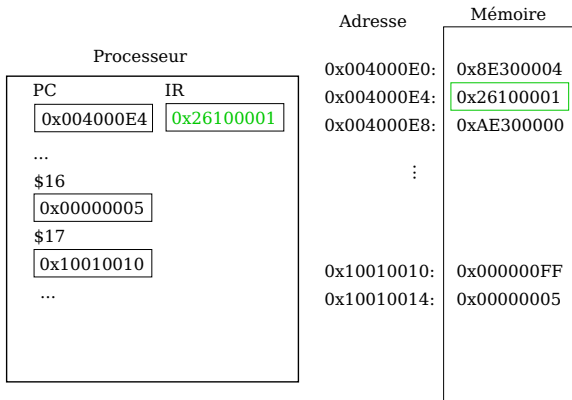 Processeur
PC IR
0x004000E4 0x26100001
...
$16
0x00000005
$17
0x10010010
...
Adresse Mémoire
0x004000E0: 0x8E300004
0x004000E4: 0x26100001
0x004000E8: 0xAE300000
⋮
0x10010010: 0x000000FF
0x10010014: 0x00000005